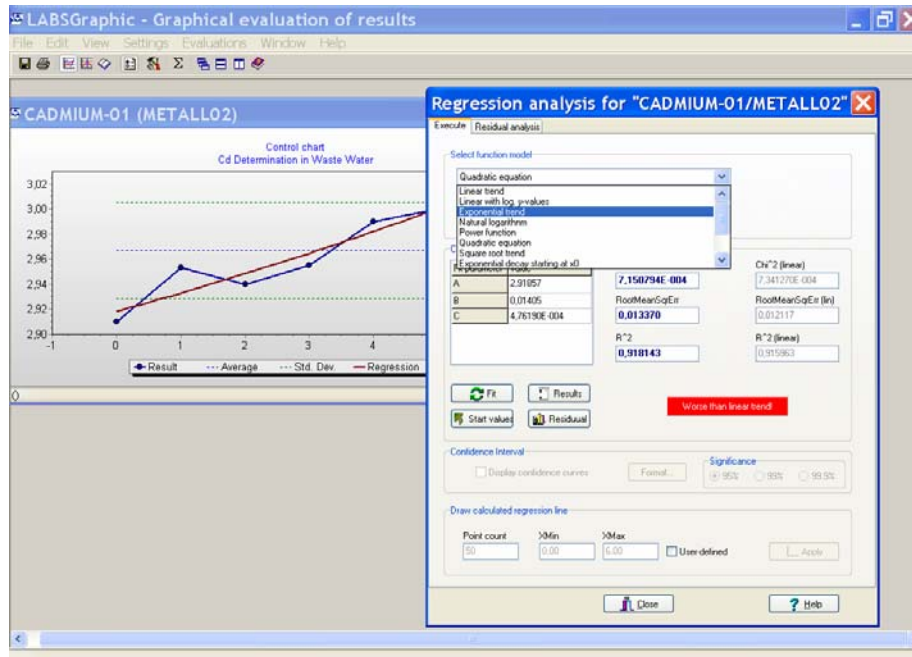 LABSGraphic - Graphical evaluation of results
File Edit View Settings Evaluations Window Help
CADMIUM-01 (METALL02)
Control chart
Cd Determination in Waste Water
3,02
3,00
2,98
2,96
2,94
2,92
2,90
-1 0 1 2 3 4
Result Average Std. Dev. Regression
Regression analysis for "CADMIUM-01/METALL02"
Execute Residual analysis
Select function model
Quadratic equation
Linear trend
Linear with log. y-values
Exponential trend
Natural logarithm
Power function
Quadratic equation
Square root trend
Exponential decay starting at x0
A 2,91857
B 0,01405
C 4,76190E-004
7,150794E-004
RootMeanSqErr
0,013370
R^2
0,918143
Chi^2 (linear)
7,341270E-004
RootMeanSqErr (lin)
0,012117
R^2 (linear)
0,915963
Fit Results
Start values Residuual
Worse than linear trend!
Confidence Interval
Display confidence curves Format...
Significance
95% 99% 99.9%
Draw calculated regression line
Point count XMin XMax
50 0.00 6.00 User defined Apply
Close Help